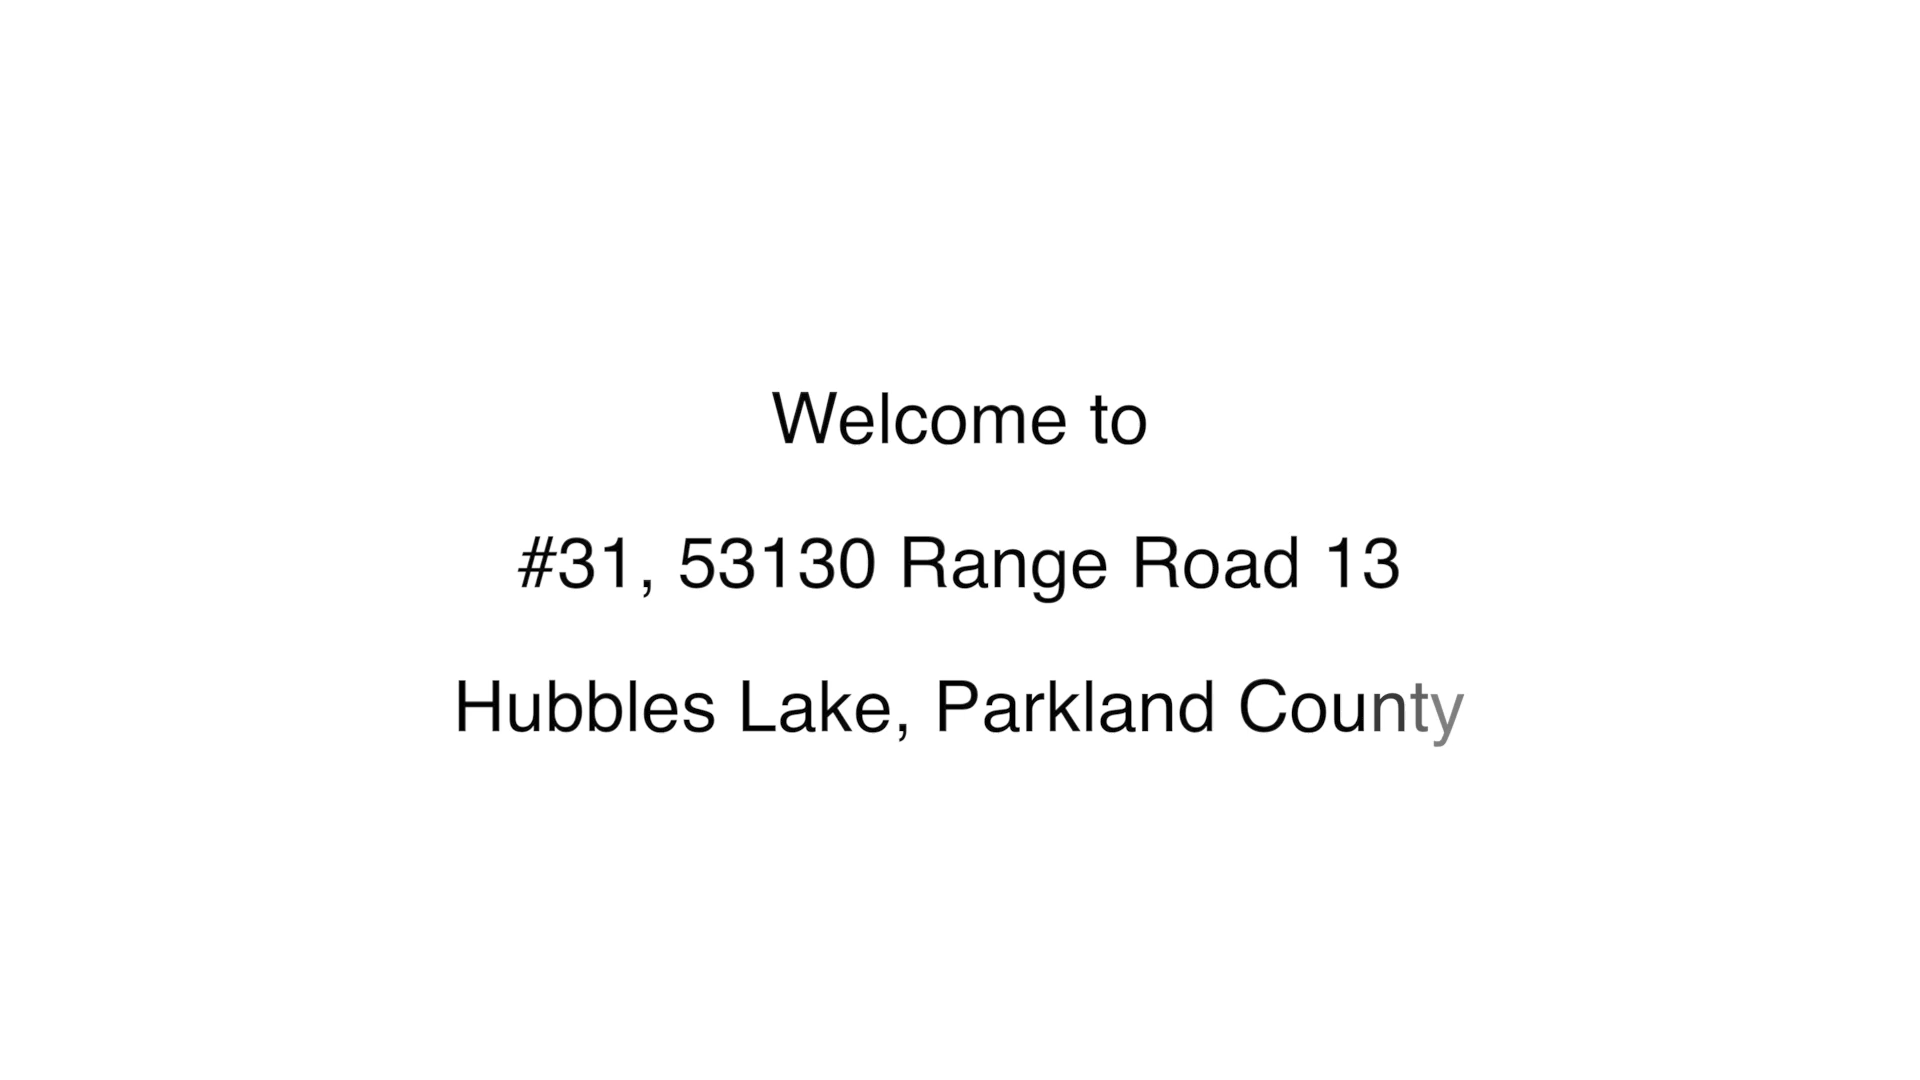 Welcome to
#31, 53130 Range Road 13
Hubbles Lake, Parkland County